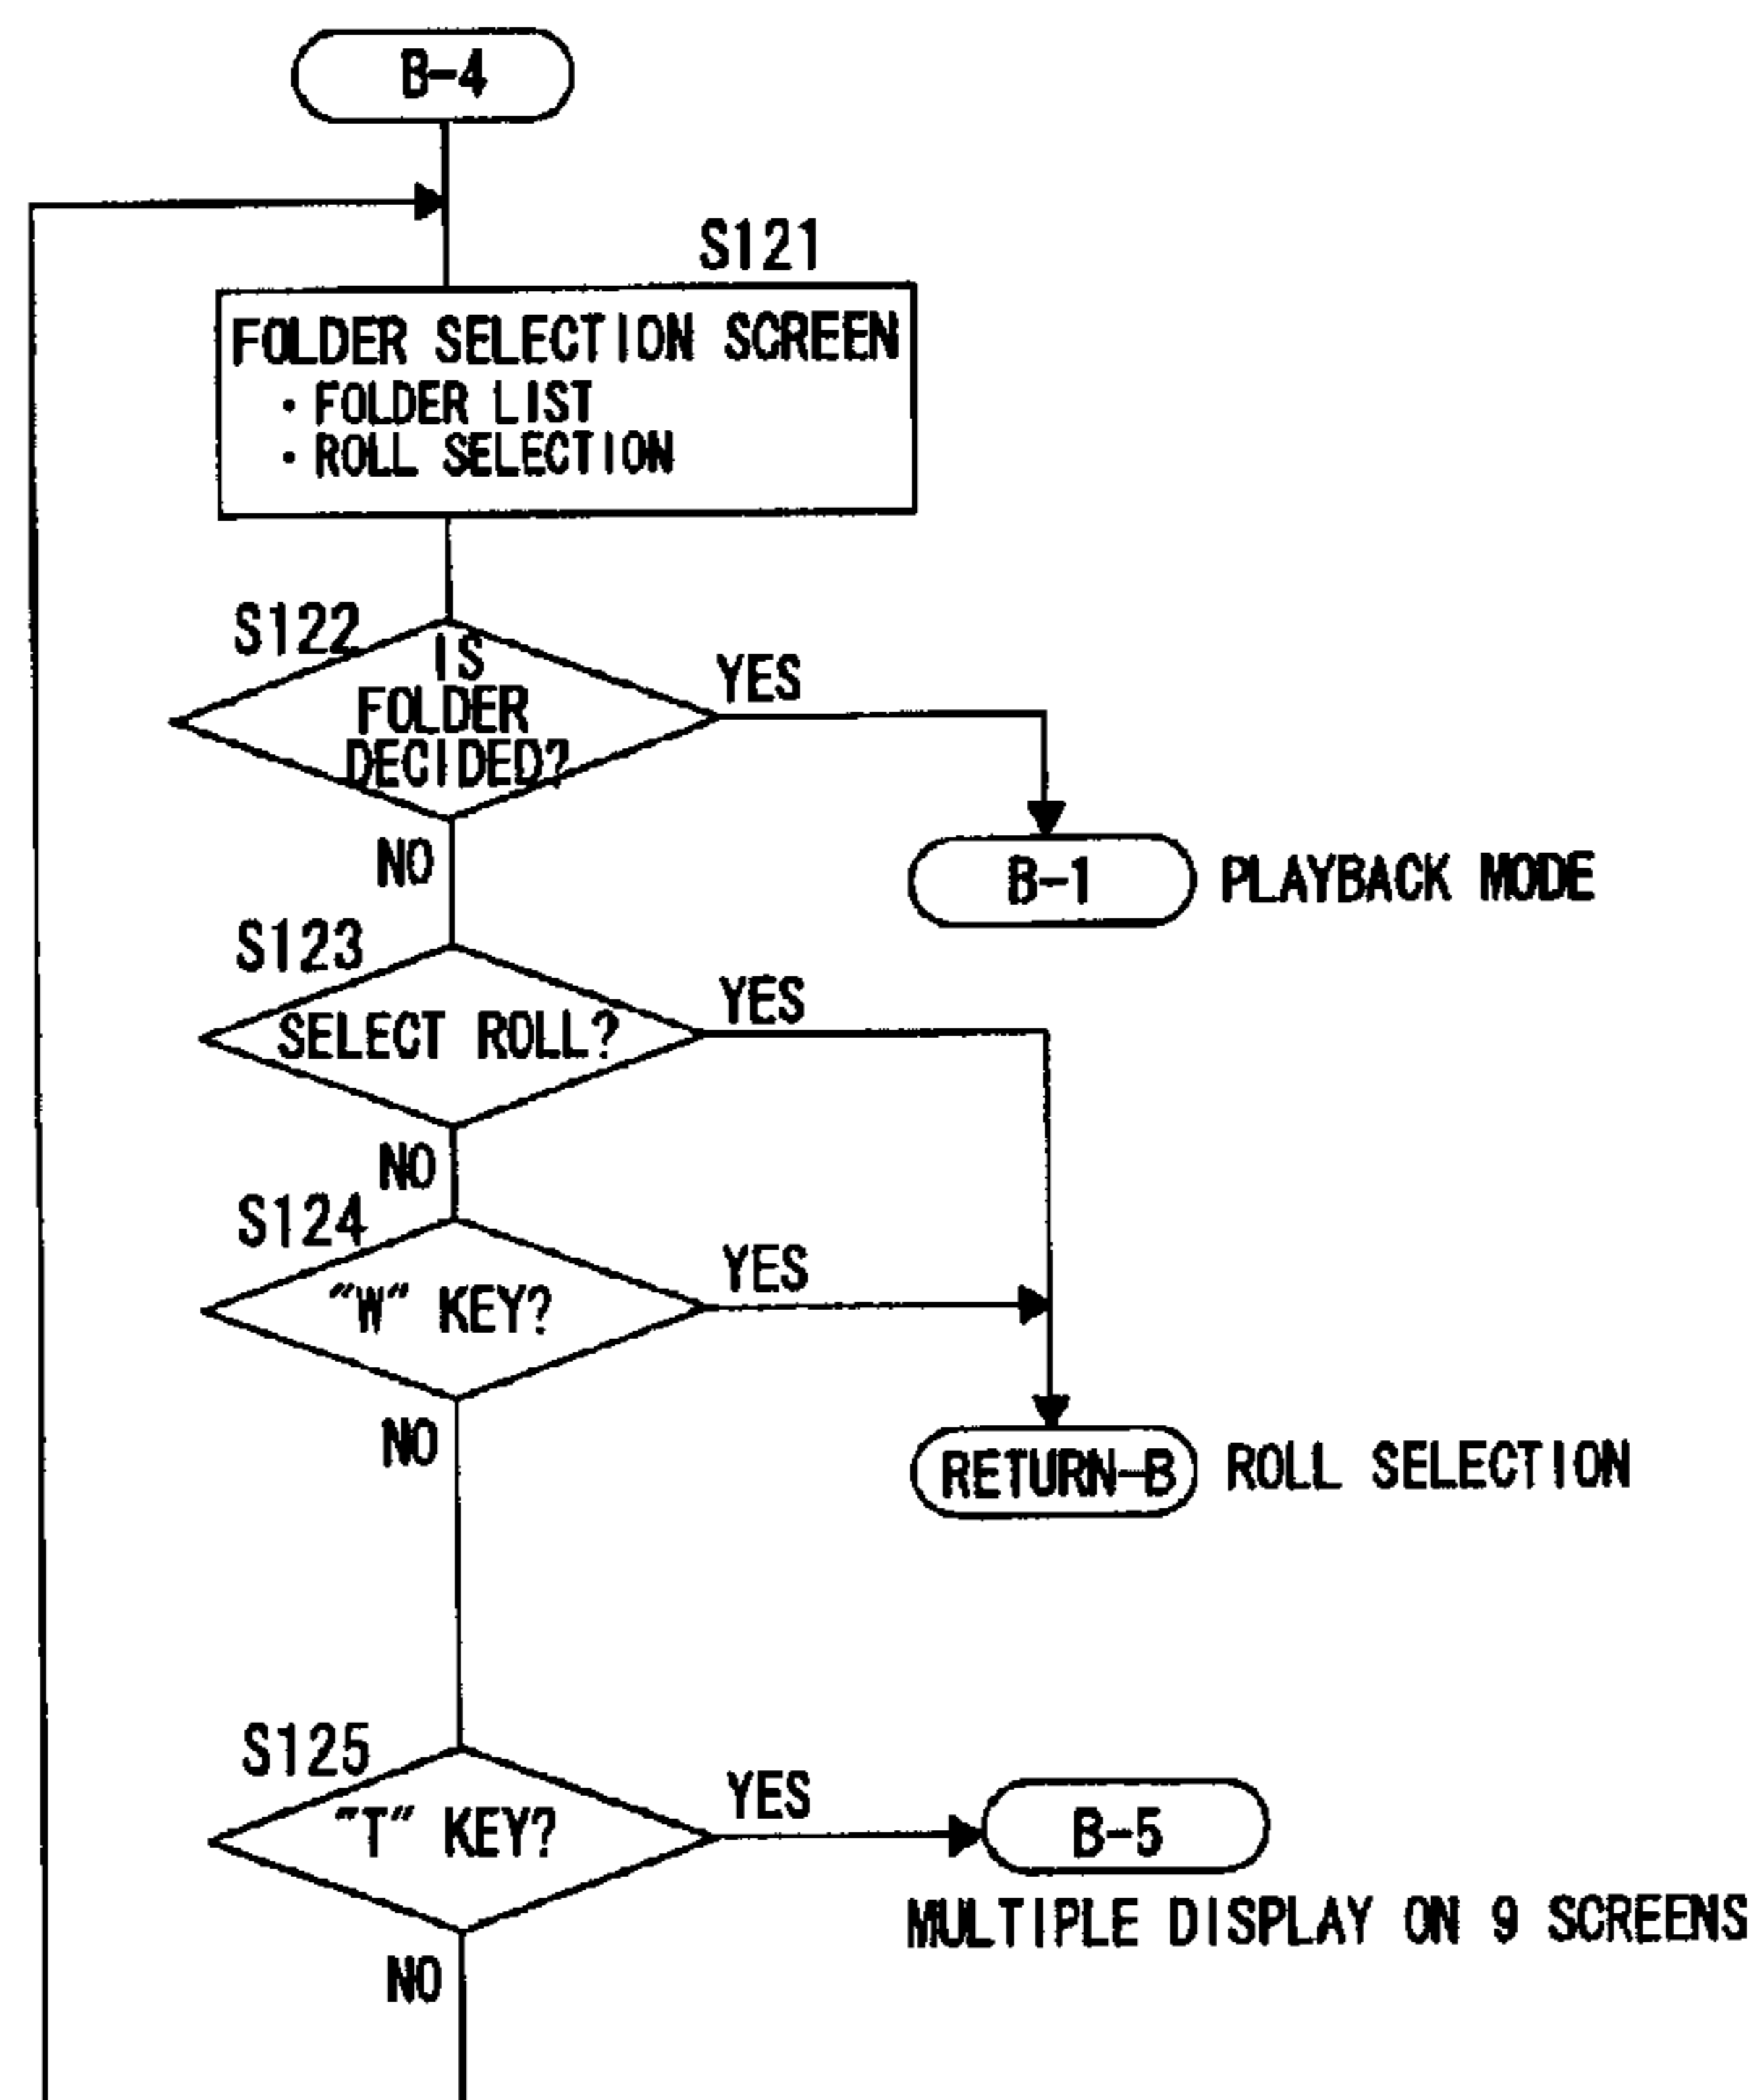 B-4
S121
FOLDER SELECTION SCREEN
・FOLDER LIST
・ROLL SELECTION
S122
IS
FOLDER
DECIDED?
YES
NO
B-1 PLAYBACK MODE
S123
SELECT ROLL?
YES
NO
S124
"W" KEY?
YES
NO
RETURN-B ROLL SELECTION
S125
"T" KEY?
YES
B-5
MULTIPLE DISPLAY ON 9 SCREENS
NO